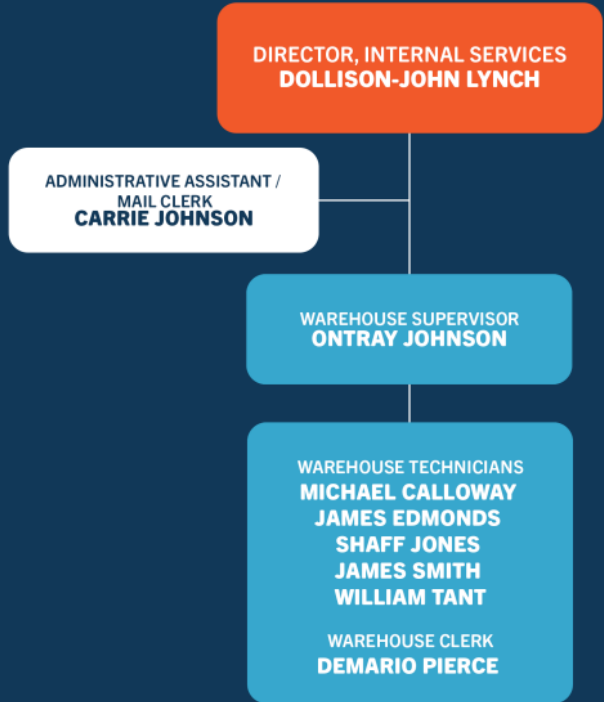 DIRECTOR, INTERNAL SERVICES
DOLLISON-JOHN LYNCH
ADMINISTRATIVE ASSISTANT /
MAIL CLERK
CARRIE JOHNSON
WAREHOUSE SUPERVISOR
ONTRAY JOHNSON
WAREHOUSE TECHNICIANS
MICHAEL CALLOWAY
JAMES EDMONDS
SHAFF JONES
JAMES SMITH
WILLIAM TANT
WAREHOUSE CLERK
DEMARIO PIERCE